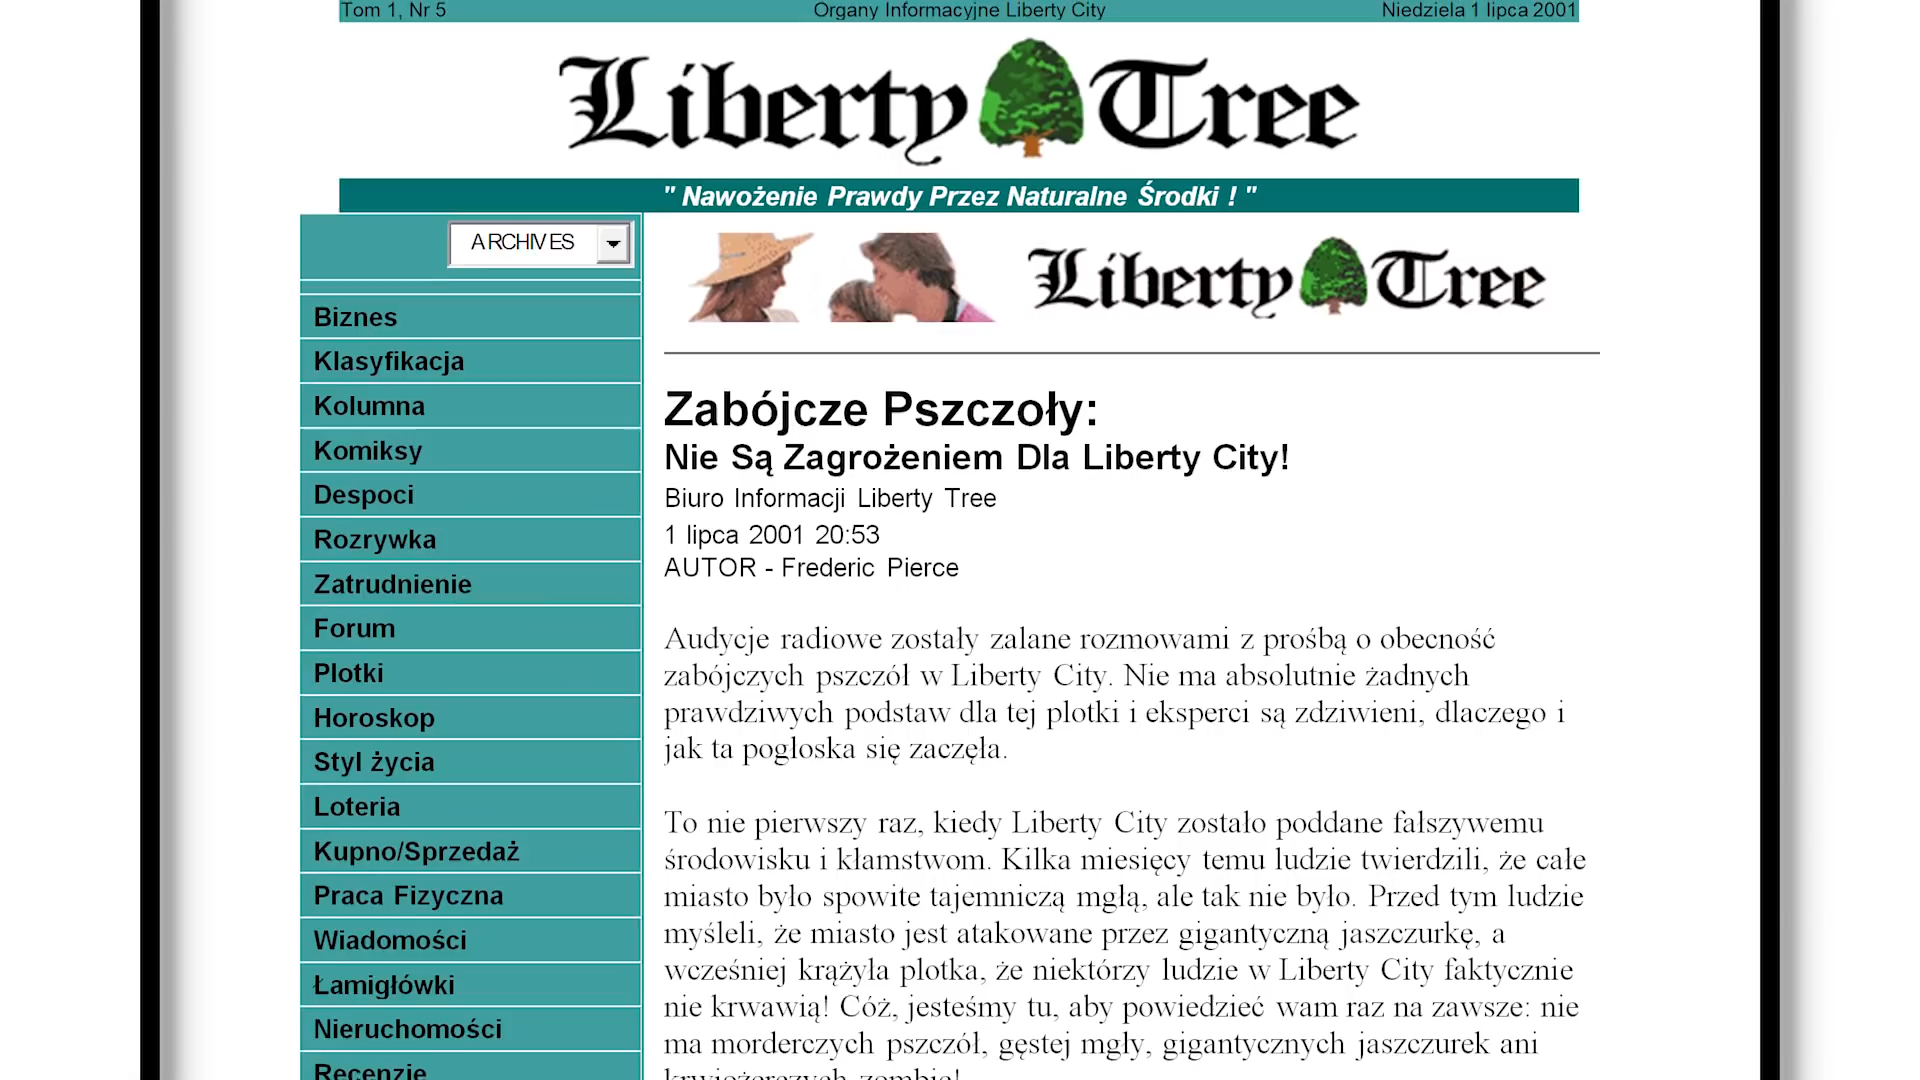 Tom 1, Nr 5
Organy Informacyjne Liberty City
Niedziela 1 lipca 2001
Liberty Tree
" Nawożenie Prawdy Przez Naturalne Środki ! "
ARCHIVES
Liberty Tree
Biznes
Klasyfikacja
Kolumna
Komiksy
Despoci
Rozrywka
Zatrudnienie
Forum
Plotki
Horoskop
Styl życia
Loteria
Kupno/Sprzedaż
Praca Fizyczna
Wiadomości
Łamigłówki
Nieruchomości
Recenzje
Zabójcze Pszczoły:
Nie Są Zagrożeniem Dla Liberty City!
Biuro Informacji Liberty Tree
1 lipca 2001 20:53
AUTOR - Frederic Pierce
Audycje radiowe zostały zalane rozmowami z prośbą o obecność
zabójczych pszczół w Liberty City. Nie ma absolutnie żadnych
prawdziwych podstaw dla tej plotki i eksperci są zdziwieni, dlaczego i
jak ta pogłoska się zaczęła.
To nie pierwszy raz, kiedy Liberty City zostało poddane fałszywemu
środowisku i kłamstwom. Kilka miesięcy temu ludzie twierdzili, że całe
miasto było spowite tajemniczą mgłą, ale tak nie było. Przed tym ludzie
myśleli, że miasto jest atakowane przez gigantyczną jaszczurkę, a
wcześniej krążyła plotka, że niektórzy ludzie w Liberty City faktycznie
nie krwawią! Cóż, jesteśmy tu, aby powiedzieć wam raz na zawsze: nie
ma morderczych pszczół, gęstej mgły, gigantycznych jaszczurek ani
krwiożerczych zombie!